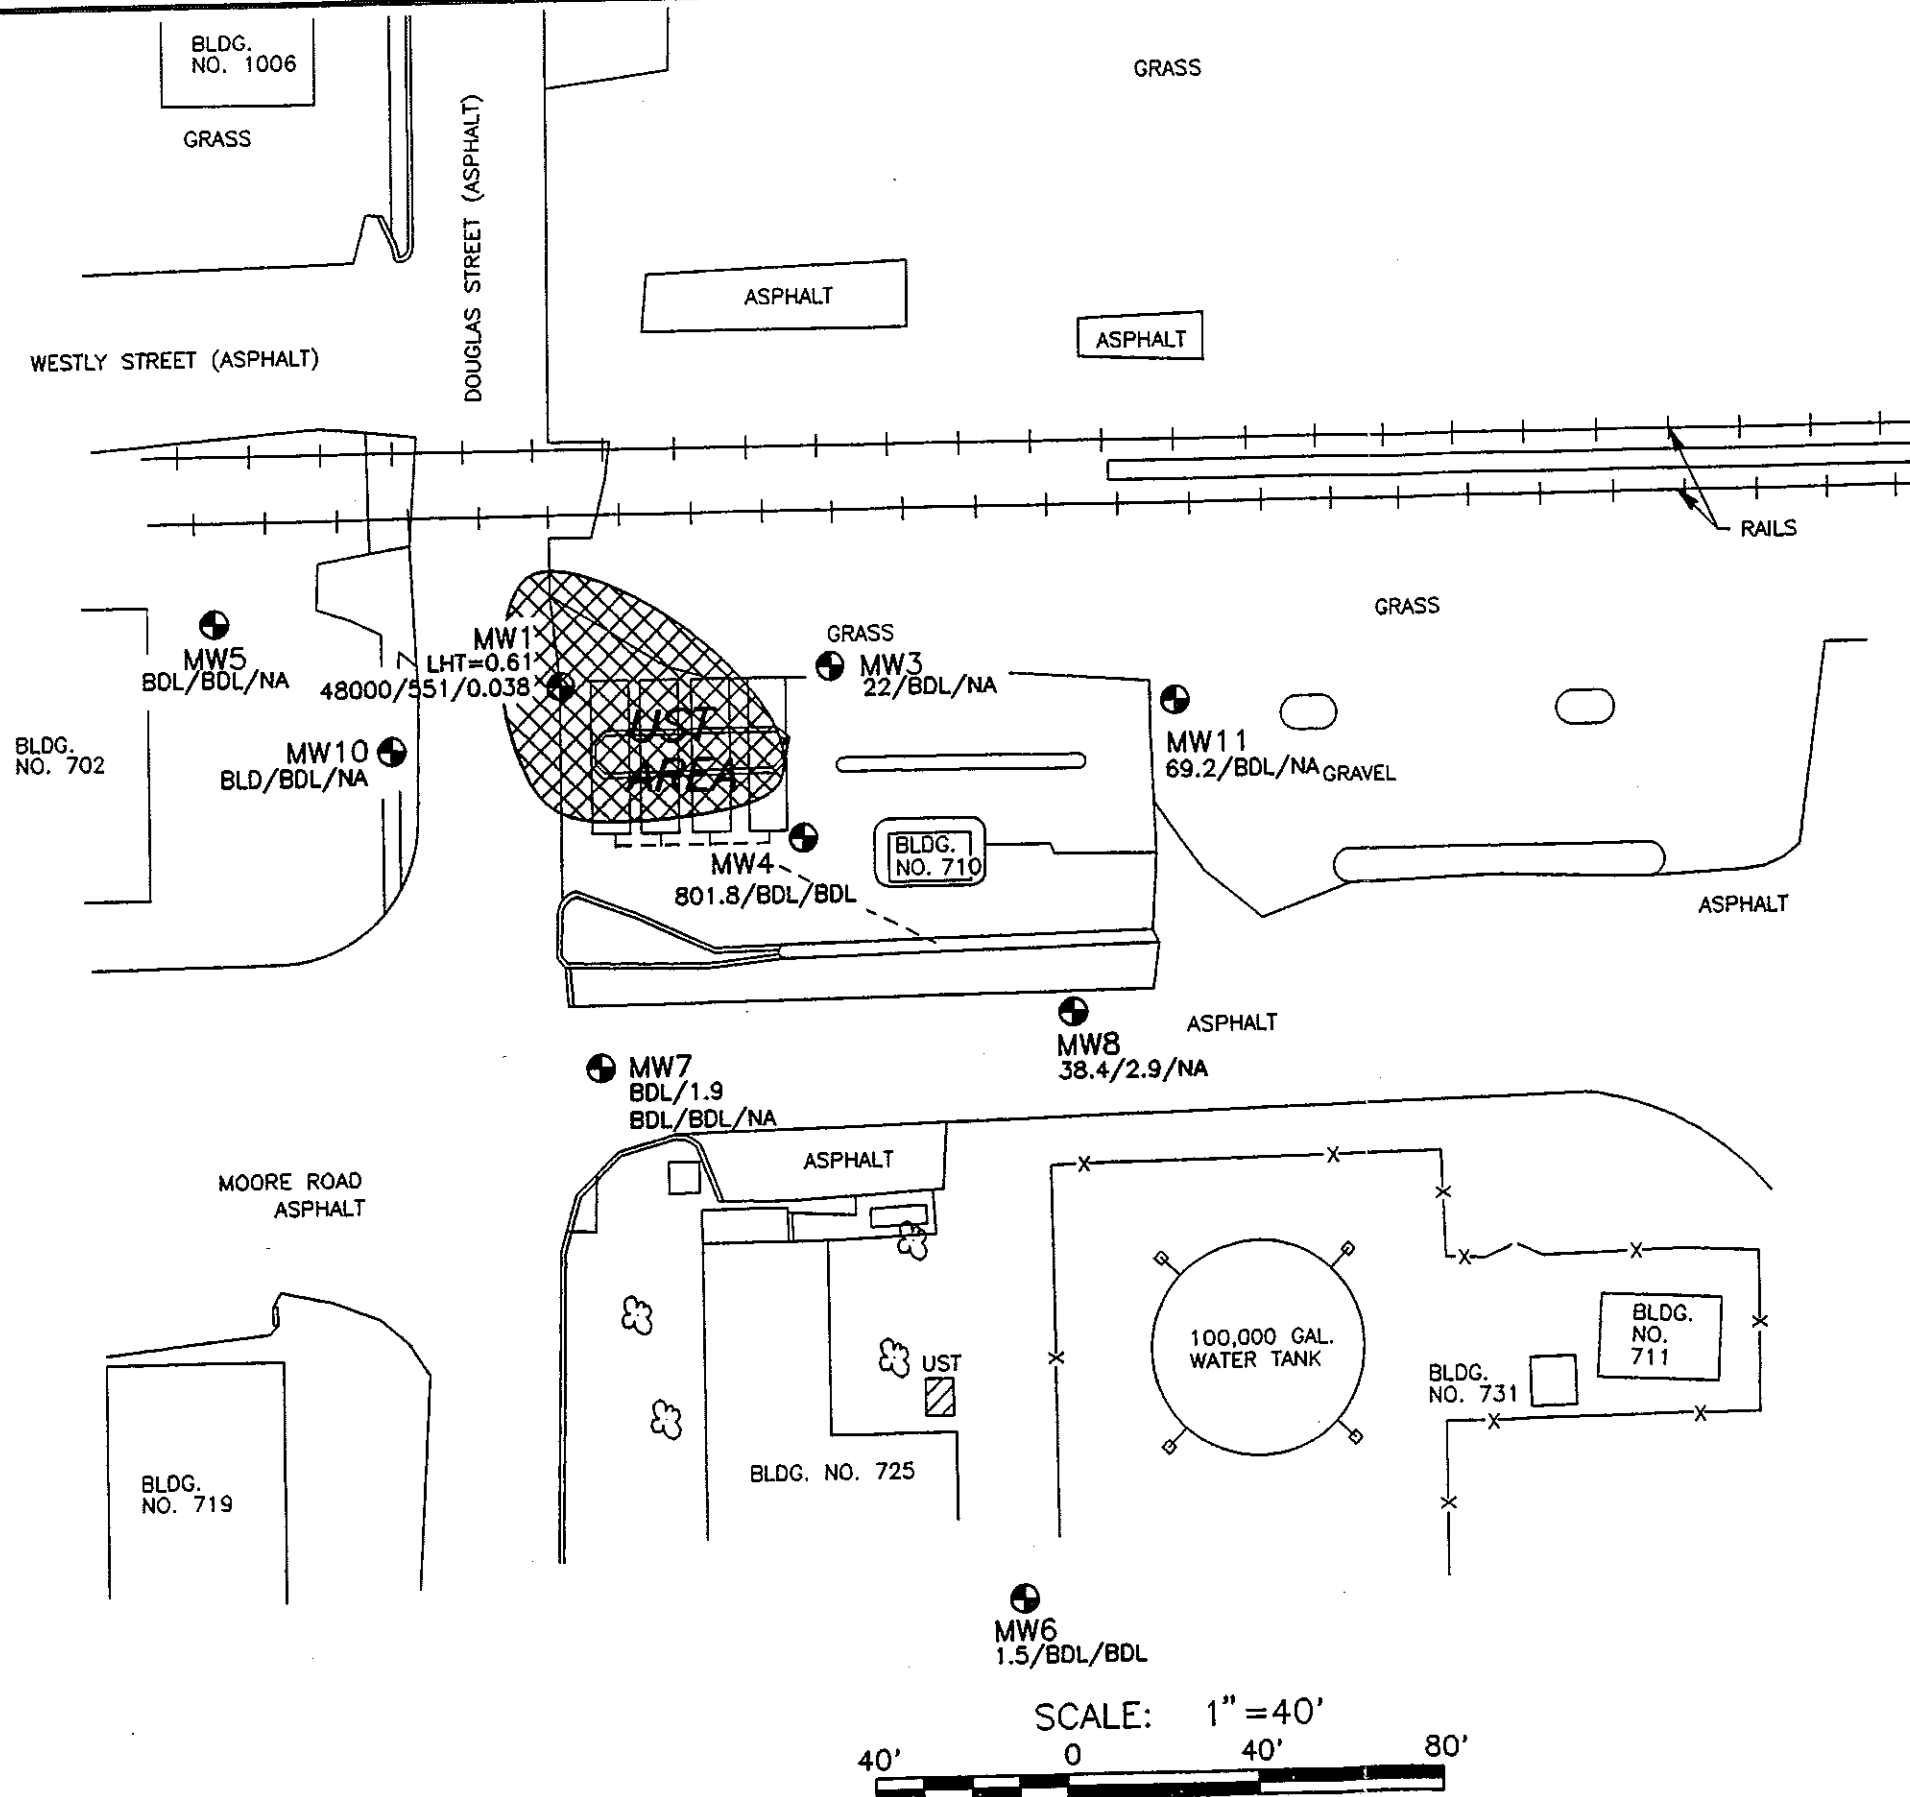 BLDG.
NO. 1006
GRASS
GRASS
DOUGLAS STREET (ASPHALT)
ASPHALT
ASPHALT
WESTLY STREET (ASPHALT)
RAILS
GRASS
GRASS
MW1
LHT=0.61
48000/551/0.038
MW5
BDL/BDL/NA
MW3
22/BDL/NA
UST
AREA
MW11
69.2/BDL/NA
GRAVEL
BLDG.
NO. 702
MW10
BLD/BDL/NA
MW4
801.8/BDL/BDL
BLDG.
NO. 710
ASPHALT
MW8
38.4/2.9/NA
ASPHALT
MW7
BDL/1.9
BDL/BDL/NA
ASPHALT
MOORE ROAD
ASPHALT
100,000 GAL.
WATER TANK
UST
BLDG.
NO.
711
BLDG.
NO. 731
BLDG.
NO. 719
BLDG. NO. 725
MW6
1.5/BDL/BDL
SCALE: 1"=40'
40' 0 40' 80'